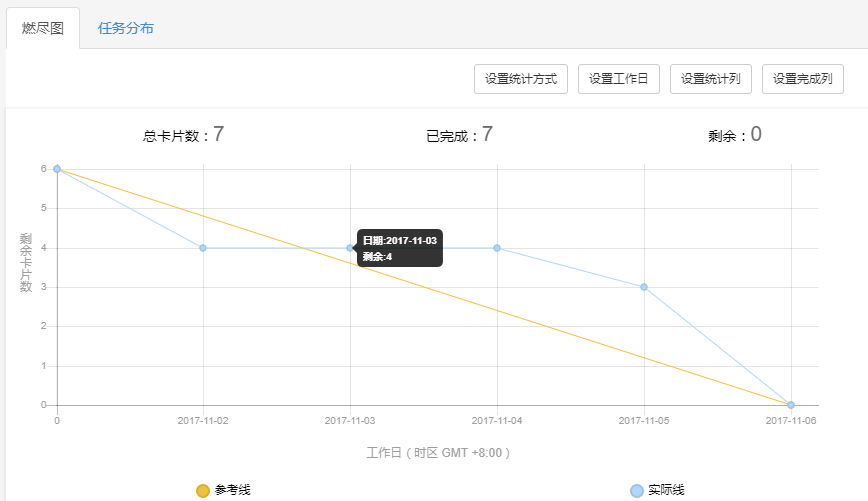 燃尽图 任务分布
设置统计方式 设置工作日 设置统计列 设置完成列
总卡片数：7 已完成：7 剩余：0
6
5
4
3
2
1
0
剩余卡片数
日期:2017-11-03
剩余:4
0 2017-11-02 2017-11-03 2017-11-04 2017-11-05 2017-11-06
工作日（时区 GMT +8:00）
参考线 实际线